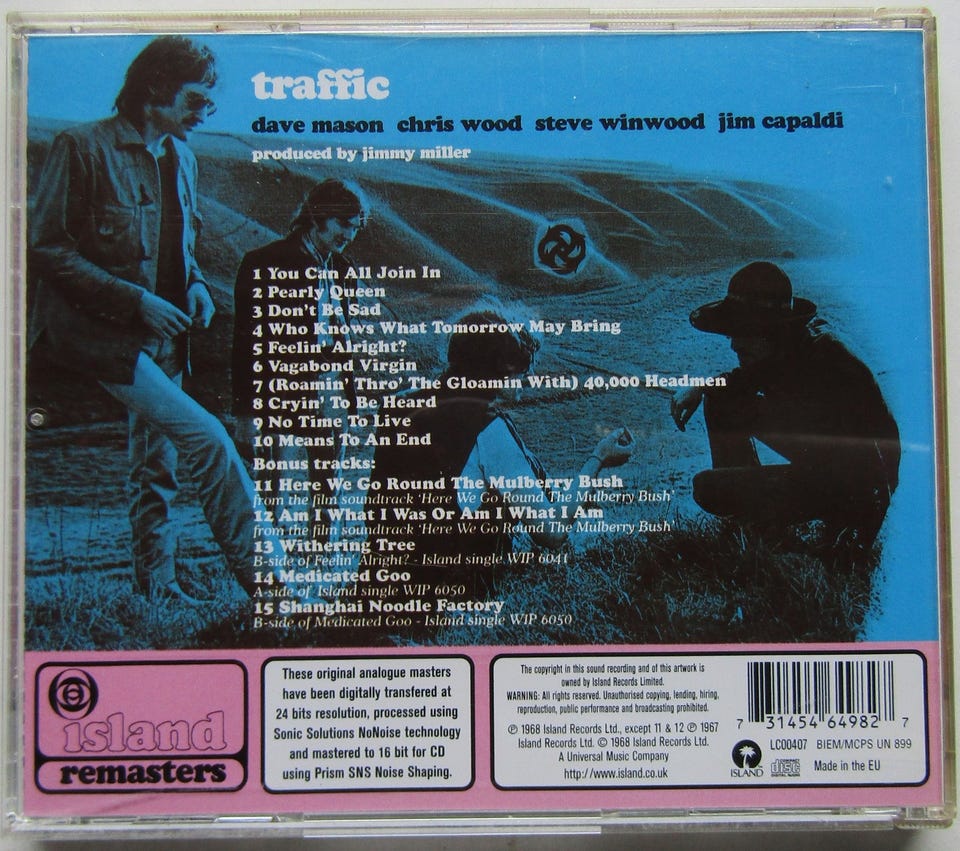 traffic
dave mason chris wood steve winwood jim capaldi
produced by jimmy miller
1 You Can All Join In
2 Pearly Queen
3 Don't Be Sad
4 Who Knows What Tomorrow May Bring
5 Feelin' Alright?
6 Vagabond Virgin
7 (Roamin' Thro' The Gloamin With) 40,000 Headmen
8 Cryin' To Be Heard
9 No Time To Live
10 Means To An End
Bonus tracks:
11 Here We Go Round The Mulberry Bush
from the film soundtrack 'Here We Go Round The Mulberry Bush'
12 Am I What I Was Or Am I What I Am
from the film soundtrack 'Here We Go Round The Mulberry Bush'
13 Withering Tree
B-side of Feelin' Alright? - Island single WIP 6041
14 Medicated Goo
A-side of Island single WIP 6050
15 Shanghai Noodle Factory
B-side of Medicated Goo - Island single WIP 6050
island
remasters
These original analogue masters
have been digitally transfered at
24 bits resolution, processed using
Sonic Solutions NoNoise technology
and mastered to 16 bit for CD
using Prism SNS Noise Shaping.
The copyright in this sound recording and of this artwork is
owned by Island Records Limited.
WARNING: All rights reserved. Unauthorised copying, lending, hiring,
reproduction, public performance and broadcasting prohibited.
℗ 1968 Island Records Ltd., except 11 & 12 ℗ 1967
Island Records Ltd. © 1968 Island Records Ltd.
A Universal Music Company
http://www.island.co.uk
7 31454 64982 7
ISLAND
COMPACT
disc
DIGITAL AUDIO
LC00407 BIEM/MCPS UN 899
Made in the EU